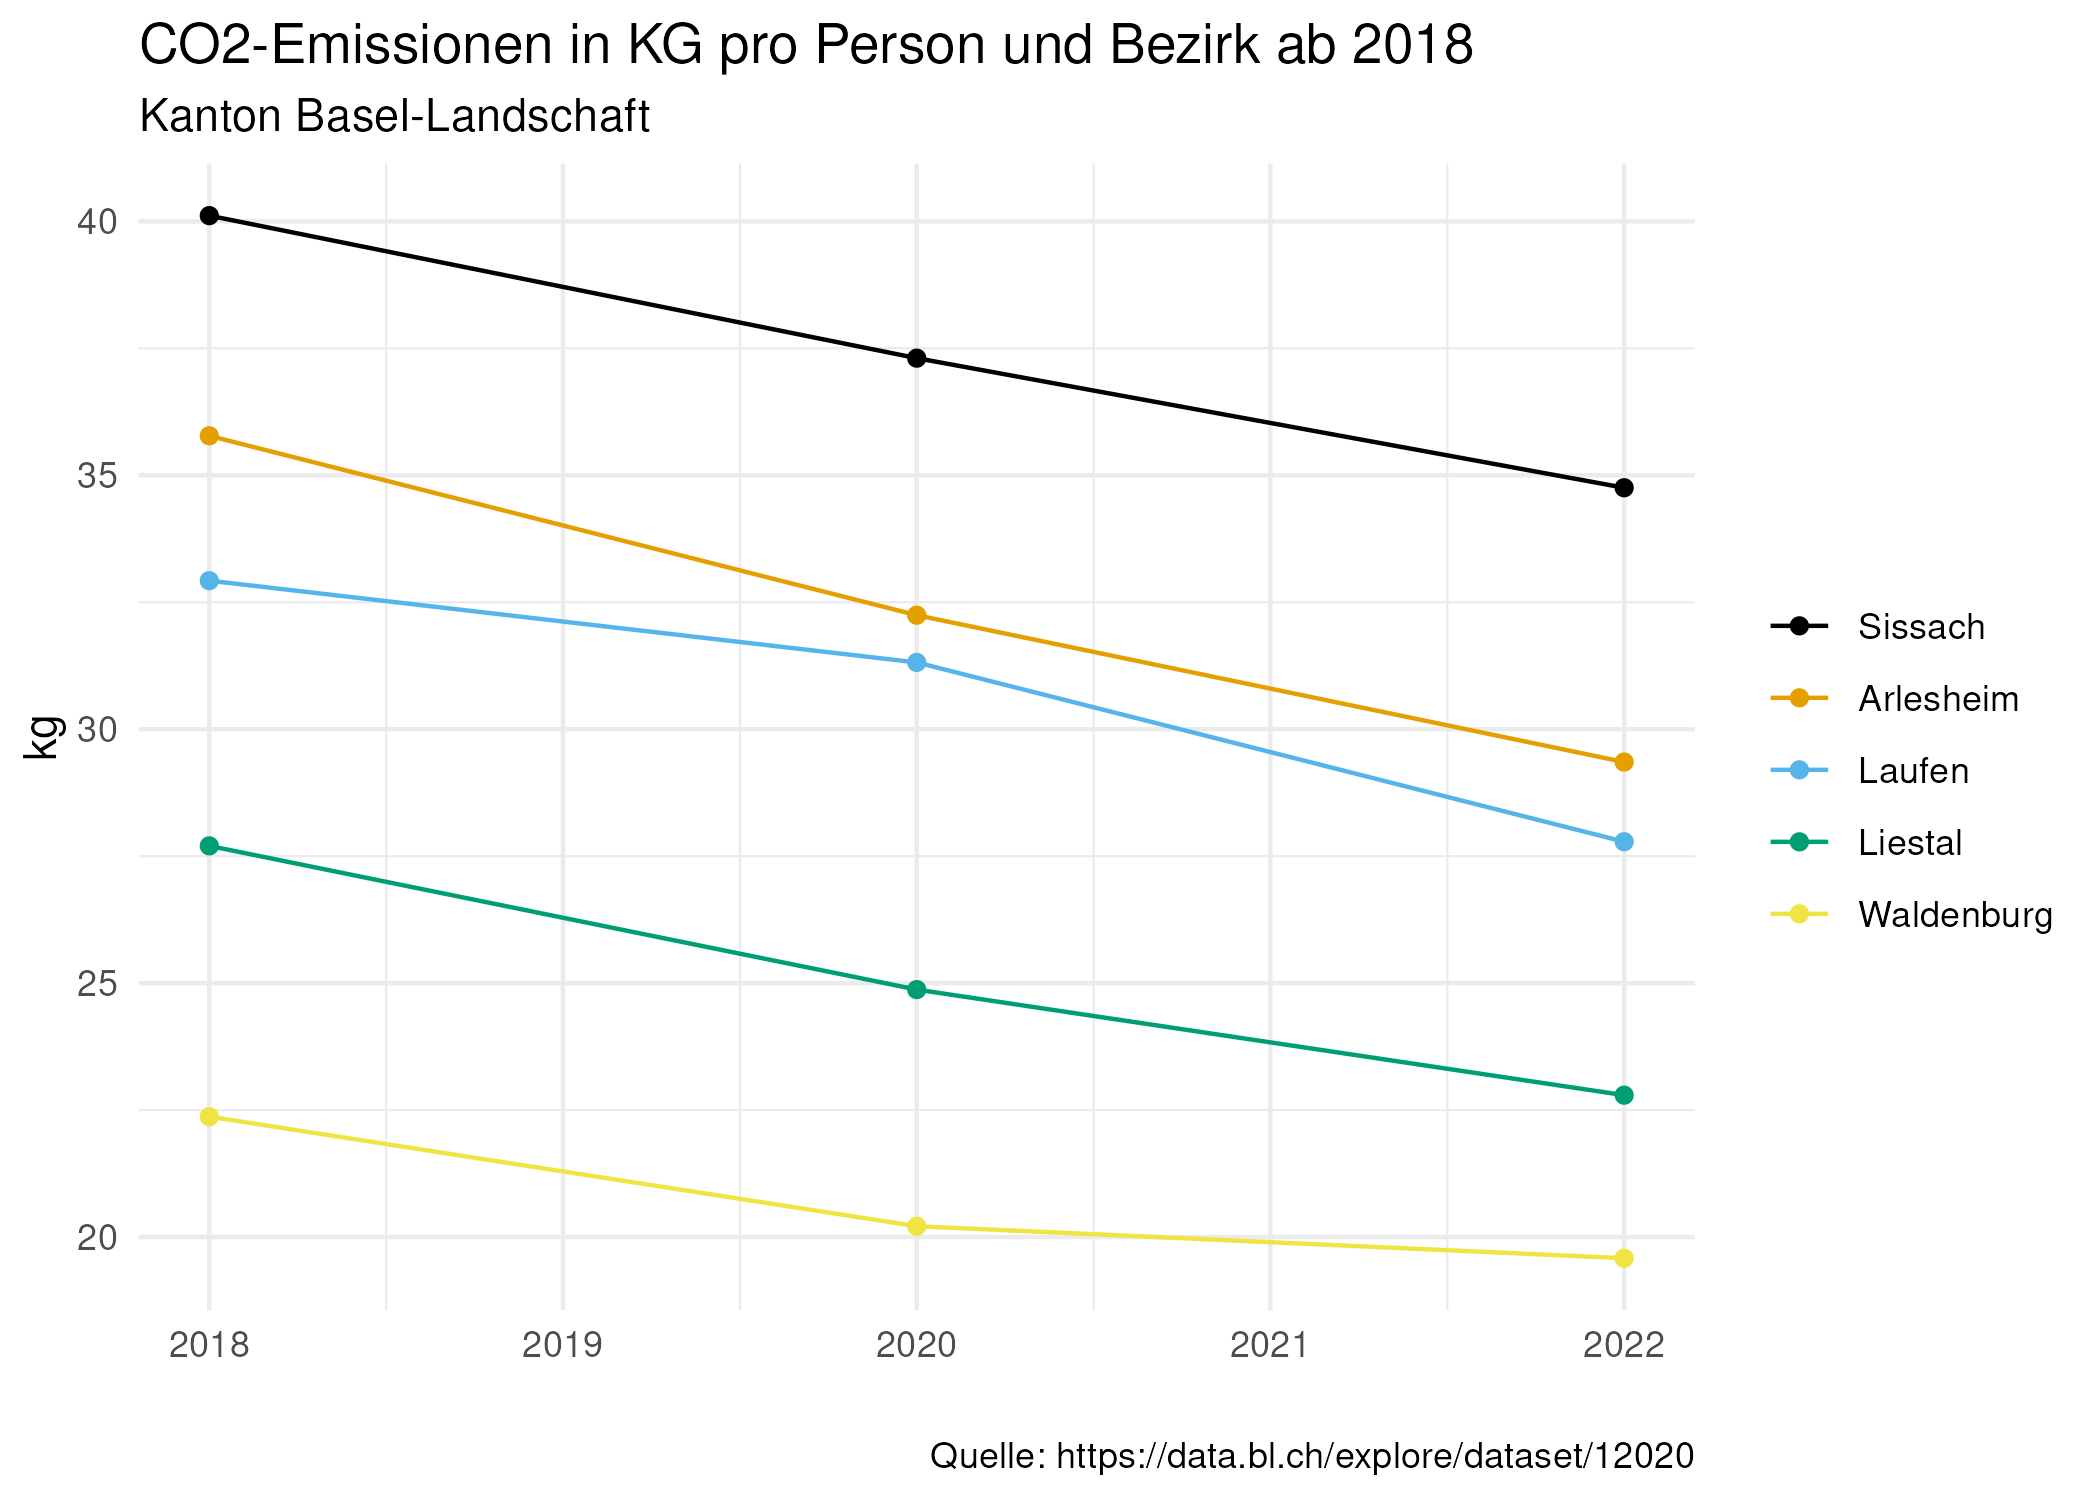 CO2-Emissionen in KG pro Person und Bezirk ab 2018
Kanton Basel-Landschaft
kg
40
35
30
25
20
2018 2019 2020 2021 2022
Sissach
Arlesheim
Laufen
Liestal
Waldenburg
Quelle: https://data.bl.ch/explore/dataset/12020